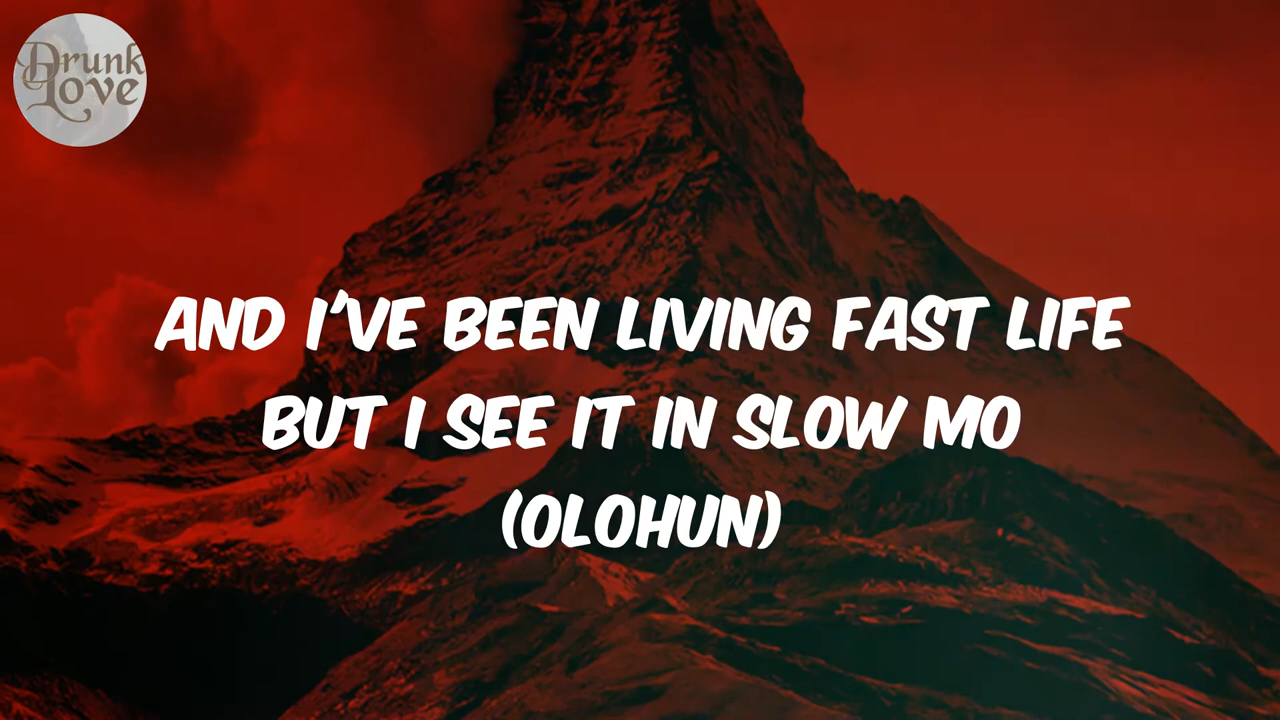 Drunk
Love
AND I'VE BEEN LIVING FAST LIFE
BUT I SEE IT IN SLOW MO
(OLOHUN)